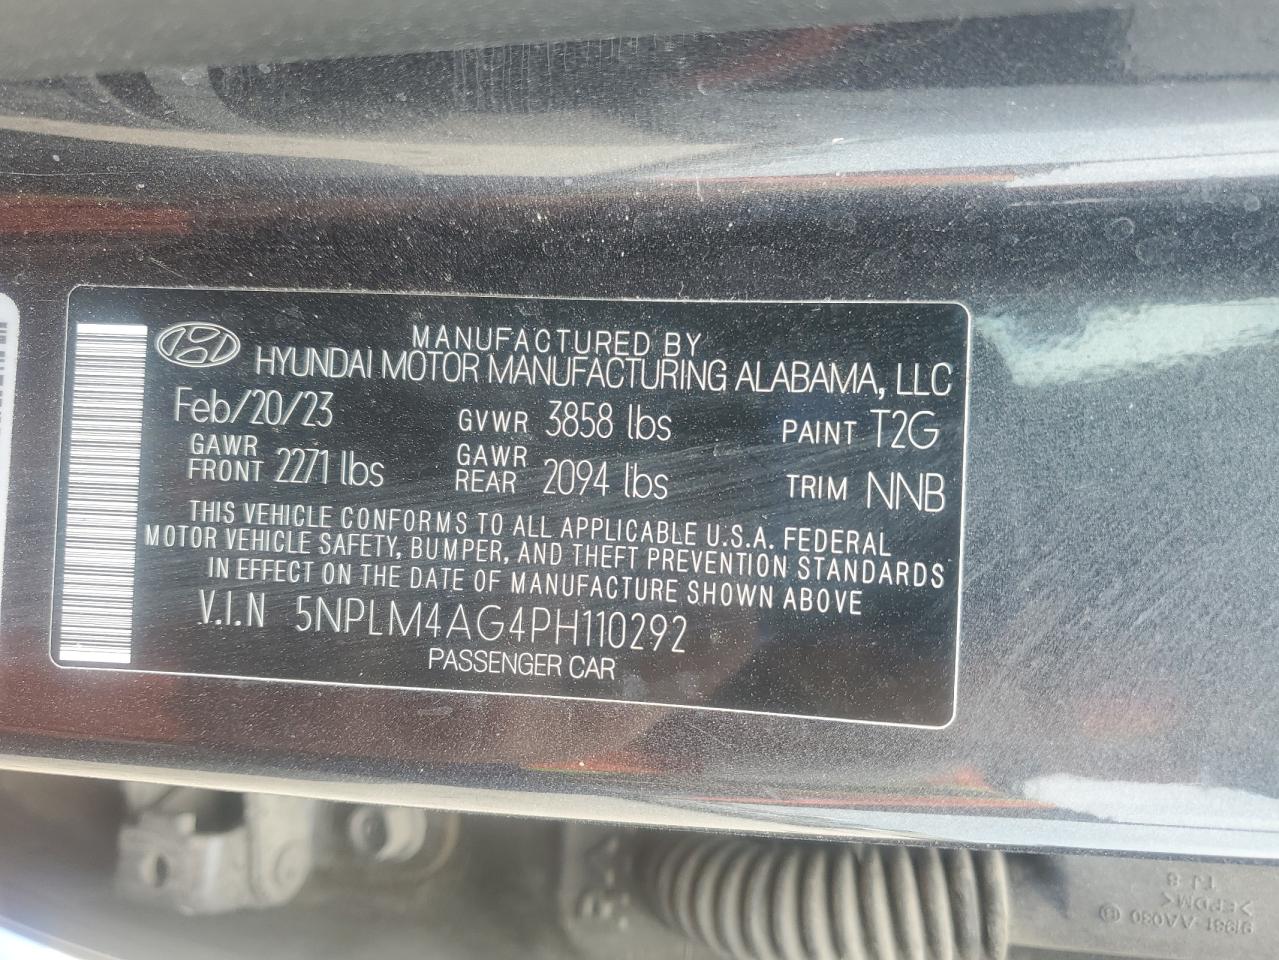 MANUFACTURED BY
HYUNDAI MOTOR MANUFACTURING ALABAMA, LLC
Feb/20/23 GVWR 3858 lbs PAINT T2G
GAWR FRONT 2271 lbs GAWR REAR 2094 lbs TRIM NNB
THIS VEHICLE CONFORMS TO ALL APPLICABLE U.S.A. FEDERAL
MOTOR VEHICLE SAFETY, BUMPER, AND THEFT PREVENTION STANDARDS
IN EFFECT ON THE DATE OF MANUFACTURE SHOWN ABOVE
V.I.N 5NPLM4AG4PH110292
PASSENGER CAR
>EPDM<